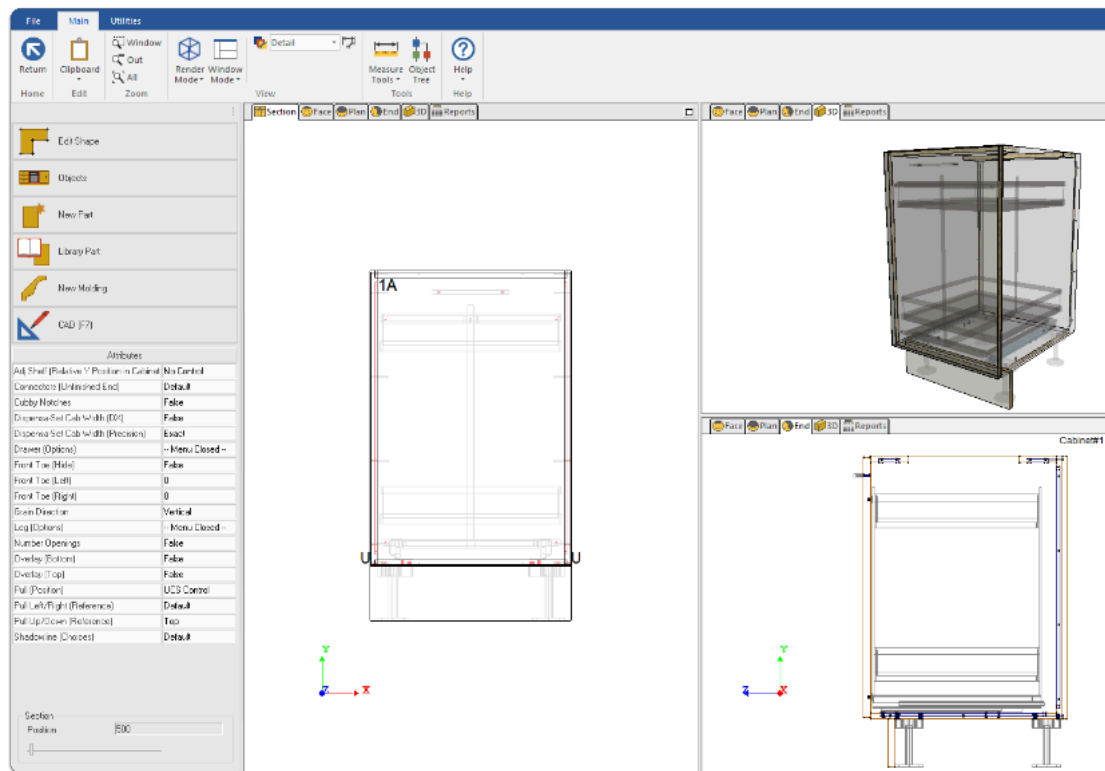 File Main Utilities
Return
Clipboard
Window
Out
All
Render Mode
Window Mode
Detail
Measure Tools
Object Tree
Help
Home Edit Zoom View Tools Help
Section Face Plan End 3D Reports
Face Plan End 3D Reports
Edit Shape
Objects
New Part
Library Part
New Molding
CAD (F7)
Attributes
Adj Shelf (Relative Y Position in Cabinet No Control
Connectors (Unfinished End) Default
Cubby Notches False
Dispensa-Set Cab Width (DX) False
Dispensa-Set Cab Width (Precision) Exact
Drawer (Options) -- Menu Closed --
Front Toe (Hide) False
Front Toe (Left) 0
Front Toe (Right) 0
Grain Direction Vertical
Leg (Options) -- Menu Closed --
Number Openings False
Overlay (Bottom) False
Overlay (Top) False
Pull (Position) UCS Control
Pull Left/Right (Reference) Default
Pull Up/Down (Reference) Top
Shadowline (Choices) Default
Section
Position 500
1A
U U
Y
Z X
Face Plan End 3D Reports
Cabinet#1
Y
Z X